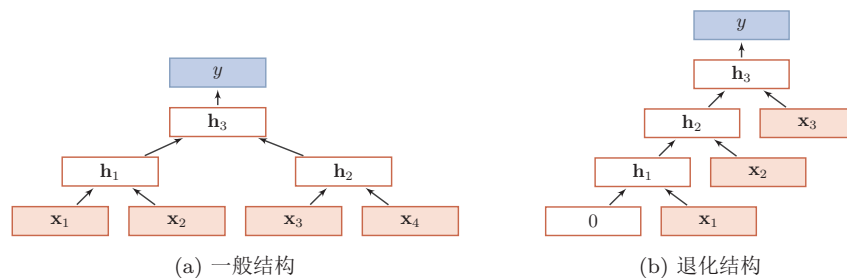 y
h₃
h₁ h₂
x₁ x₂ x₃ x₄
(a) 一般结构
y
h₃
h₂ x₃
h₁ x₂
0 x₁
(b) 退化结构